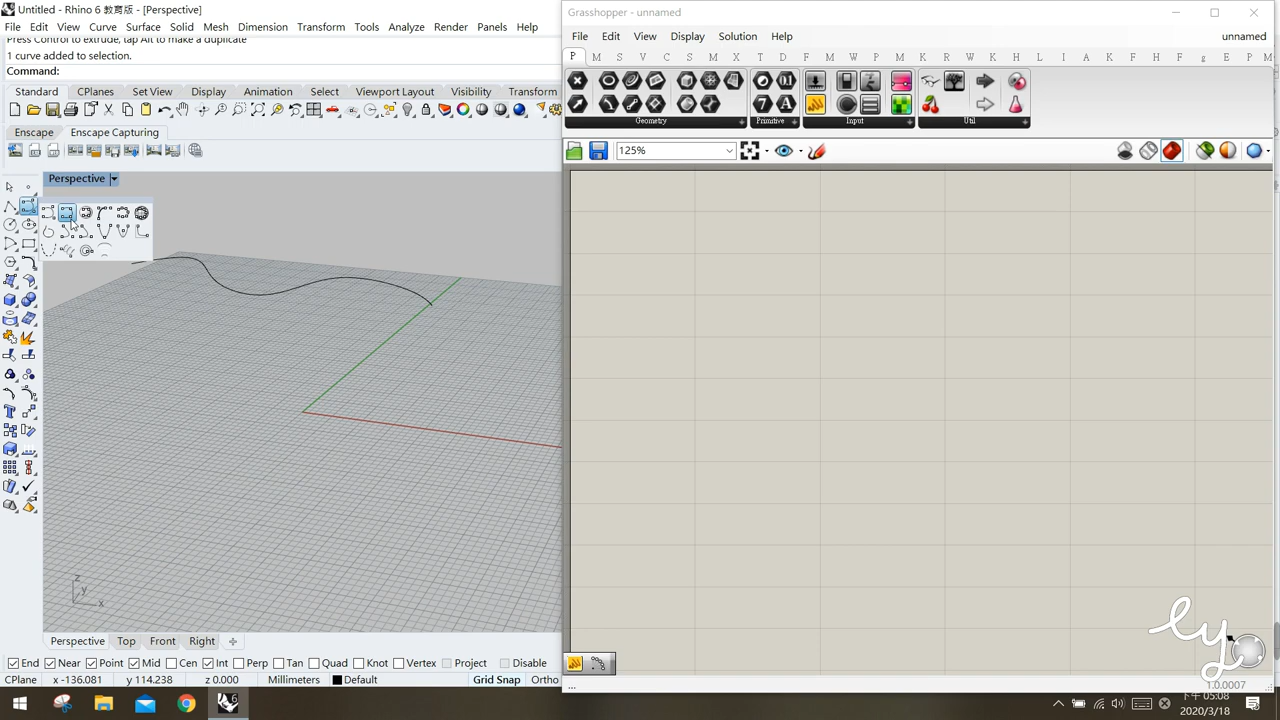 Untitled - Rhino 6 教育版 - [Perspective]
File Edit View Curve Surface Solid Mesh Dimension Transform Tools Analyze Render Panels Help
Press Control to extrude, tap Alt to make a duplicate
1 curve added to selection.
Command:
Standard CPlanes Set View Display Select Viewport Layout Visibility Transform
Enscape Enscape Capturing
Perspective
z
y
x
Perspective Top Front Right
End Near Point Mid Cen Int Perp Tan Quad Knot Vertex Project Disable
CPlane x -136.081 y 114.238 z 0.000 Millimeters Default Grid Snap Ortho
Grasshopper - unnamed
File Edit View Display Solution Help unnamed
P M S V C S M X T D F F P M K R W K L A K H L H L H H F g E P M
Geometry Primitive Input Util
125%
ly
...
1.0.0007
下午 05:08
2020/3/18